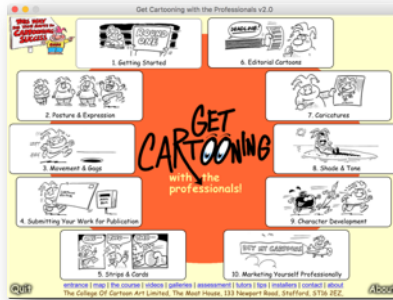 Get Cartooning with the Professionals v2.0
1. Getting Started
6. Editorial Cartoons
2. Posture & Expression
7. Caricatures
3. Movement & Gags
8. Shade & Tone
4. Submitting Your Work for Publication
9. Character Development
5. Strips & Cards
10. Marketing Yourself Professionally
GET
CARTOONING
with the
professionals!
Quit
entrance | map | the course | videos | galleries | assessment | tutors | tips | installers | contact | about
About
The College Of Cartoon Art Limited, The Moat House, 133 Newport Road, Stafford, ST16 2EZ,